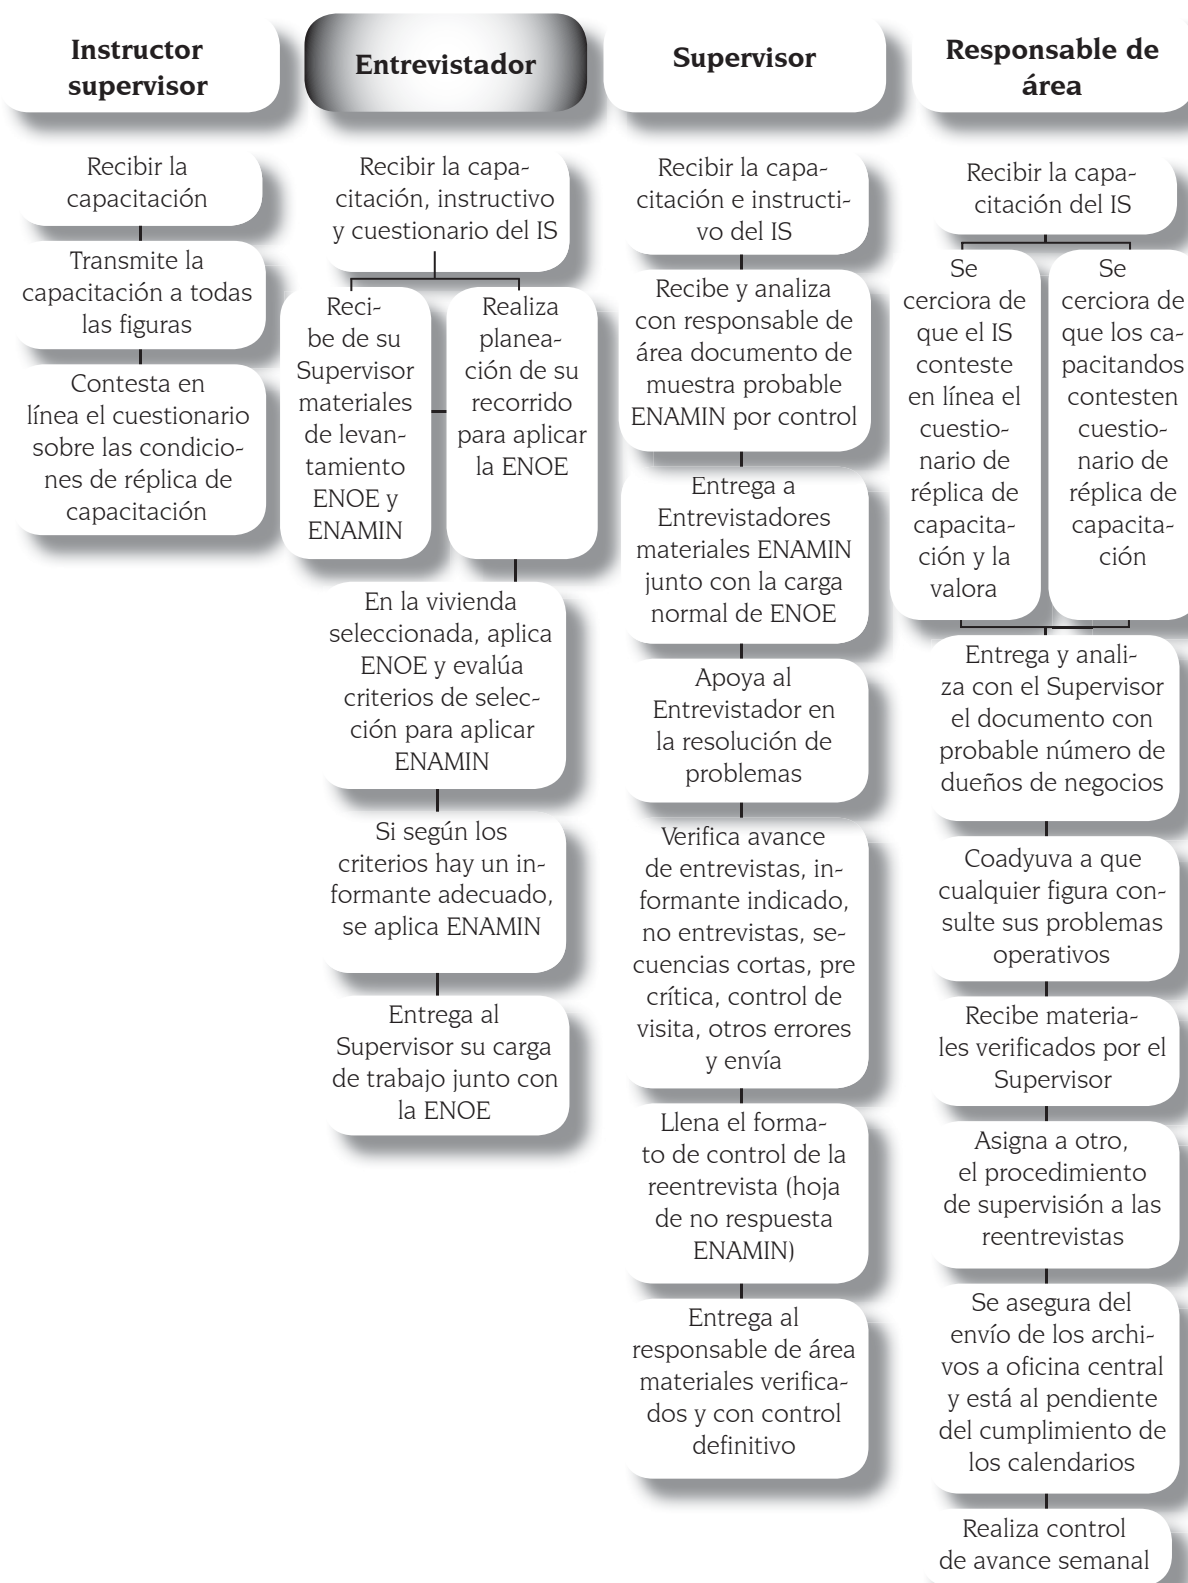 Instructor
supervisor
Recibir la
capacitación
Transmite la
capacitación a todas
las figuras
Contesta en
línea el cuestionario
sobre las condicio-
nes de réplica de
capacitación
Entrevistador
Recibir la capa-
citación, instructivo
y cuestionario del IS
Reci-
be de su
Supervisor
materiales
de levan-
tamiento
ENOE y
ENAMIN
Realiza
planea-
ción de su
recorrido
para aplicar
la ENOE
En la vivienda
seleccionada, aplica
ENOE y evalúa
criterios de selec-
ción para aplicar
ENAMIN
Si según los
criterios hay un in-
formante adecuado,
se aplica ENAMIN
Entrega al
Supervisor su carga
de trabajo junto con
la ENOE
Supervisor
Recibir la capa-
citación e instructi-
vo del IS
Recibe y analiza
con responsable de
área documento de
muestra probable
ENAMIN por control
Entrega a
Entrevistadores
materiales ENAMIN
junto con la carga
normal de ENOE
Apoya al
Entrevistador en
la resolución de
problemas
Verifica avance
de entrevistas, in-
formante indicado,
no entrevistas, se-
cuencias cortas, pre
crítica, control de
visita, otros errores
y envía
Llena el forma-
to de control de la
reentrevista (hoja
de no respuesta
ENAMIN)
Entrega al
responsable de área
materiales verifica-
dos y con control
definitivo
Responsable de
área
Recibir la capa-
citación del IS
Se
cerciora de
que el IS
conteste
en línea el
cuestio-
nario de
réplica de
capacita-
ción y la
valora
Se
cerciora de
que los ca-
pacitandos
contesten
cuestio-
nario de
réplica de
capacita-
ción
Entrega y anali-
za con el Supervisor
el documento con
probable número de
dueños de negocios
Coadyuva a que
cualquier figura con-
sulte sus problemas
operativos
Recibe materia-
les verificados por el
Supervisor
Asigna a otro,
el procedimiento
de supervisión a las
reentrevistas
Se asegura del
envío de los archi-
vos a oficina central
y está al pendiente
del cumplimiento de
los calendarios
Realiza control
de avance semanal